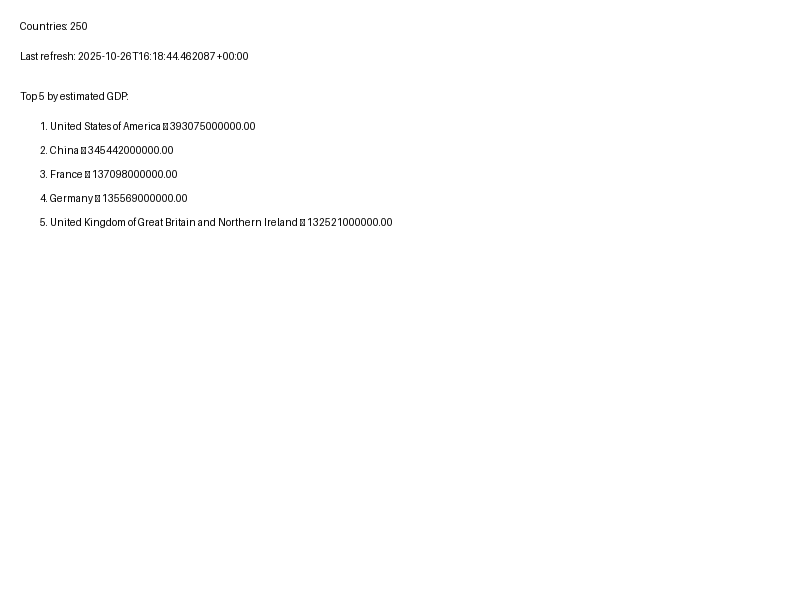 Countries: 250
Last refresh: 2025-10-26T16:18:44.462087+00:00
Top 5 by estimated GDP:
1. United States of America 393075000000.00
2. China 345442000000.00
3. France 137098000000.00
4. Germany 135569000000.00
5. United Kingdom of Great Britain and Northern Ireland 132521000000.00